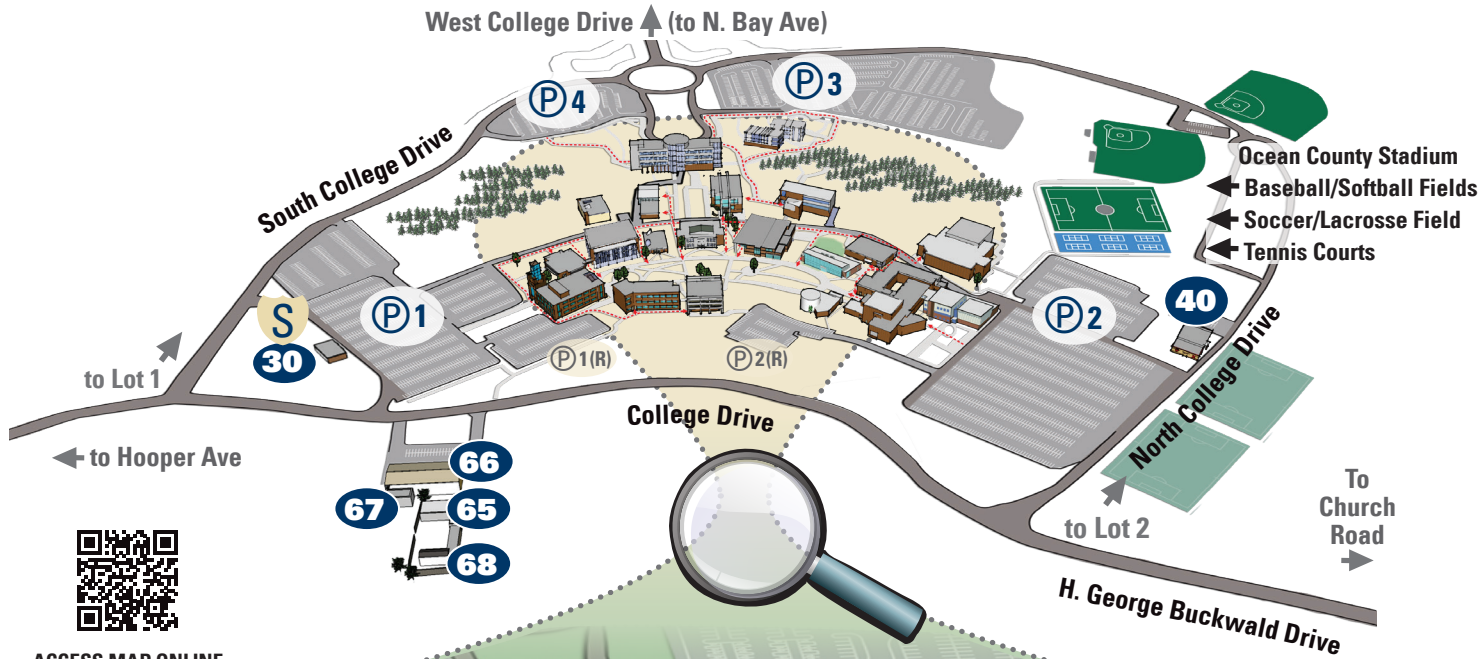 West College Drive (to N. Bay Ave)
P 4
P 3
South College Drive
Ocean County Stadium
Baseball/Softball Fields
Soccer/Lacrosse Field
Tennis Courts
S
30
P 1
P 2
40
P 1(R)
P 2(R)
to Lot 1
College Drive
North College Drive
to Hooper Ave
66
67
65
68
to Lot 2
To
Church
Road
H. George Buckwald Drive
ACCESS MAP ONLINE